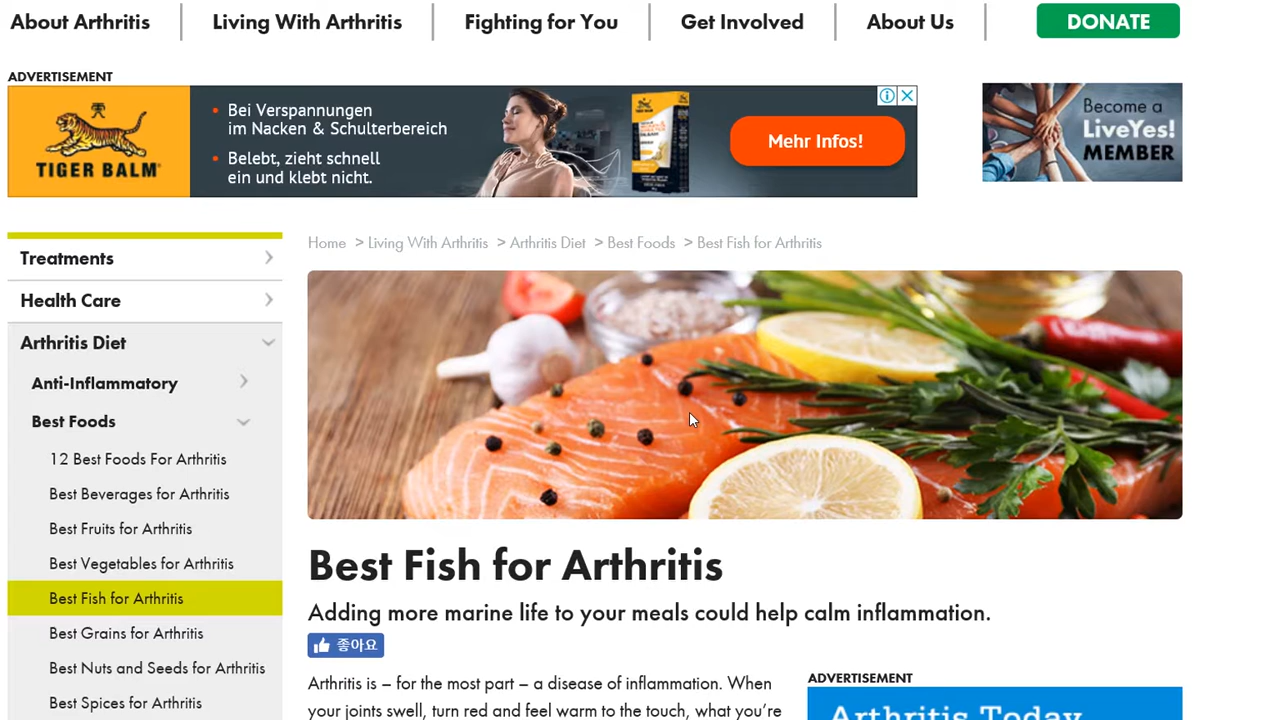 About Arthritis
Living With Arthritis
Fighting for You
Get Involved
About Us
DONATE
ADVERTISEMENT
TIGER BALM®
• Bei Verspannungen
im Nacken & Schulterbereich
• Belebt, zieht schnell
ein und klebt nicht.
Mehr Infos!
Become a
LiveYes!
MEMBER
Treatments
Health Care
Arthritis Diet
Anti-Inflammatory
Best Foods
12 Best Foods For Arthritis
Best Beverages for Arthritis
Best Fruits for Arthritis
Best Vegetables for Arthritis
Best Fish for Arthritis
Best Grains for Arthritis
Best Nuts and Seeds for Arthritis
Best Spices for Arthritis
Home > Living With Arthritis > Arthritis Diet > Best Foods > Best Fish for Arthritis
Best Fish for Arthritis
Adding more marine life to your meals could help calm inflammation.
좋아요
Arthritis is – for the most part – a disease of inflammation. When
your joints swell, turn red and feel warm to the touch, what you’re
ADVERTISEMENT
Arthritis Today